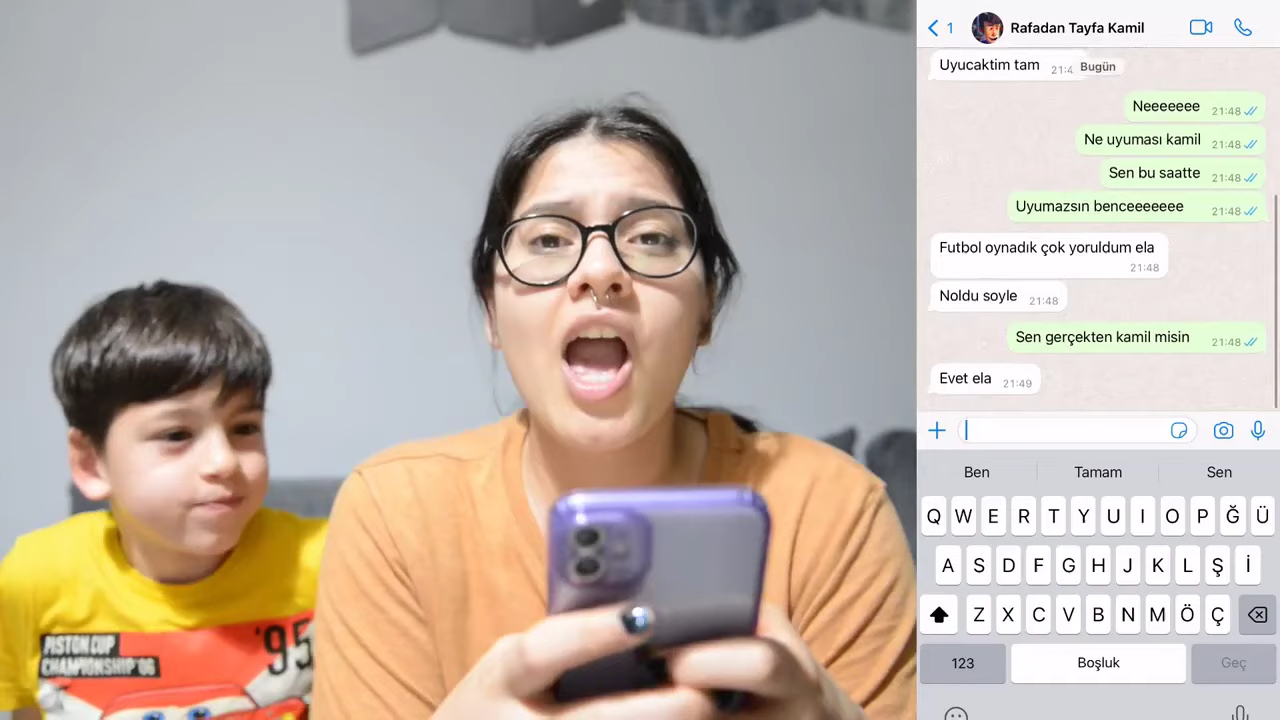 PISTON CUP
CHAMPIONSHIP '06
'95
1
Rafadan Tayfa Kamil
Uyucaktim tam 21:4
Bugün
Neeeeeee 21:48
Ne uyuması kamil 21:48
Sen bu saatte 21:48
Uyumazsın benceeeeeee 21:48
Futbol oynadık çok yoruldum ela
21:48
Noldu soyle 21:48
Sen gerçekten kamil misin 21:48
Evet ela 21:49
Ben Tamam Sen
Q W E R T Y U I O P Ğ Ü
A S D F G H J K L Ş İ
Z X C V B N M Ö Ç
123 Boşluk Geç